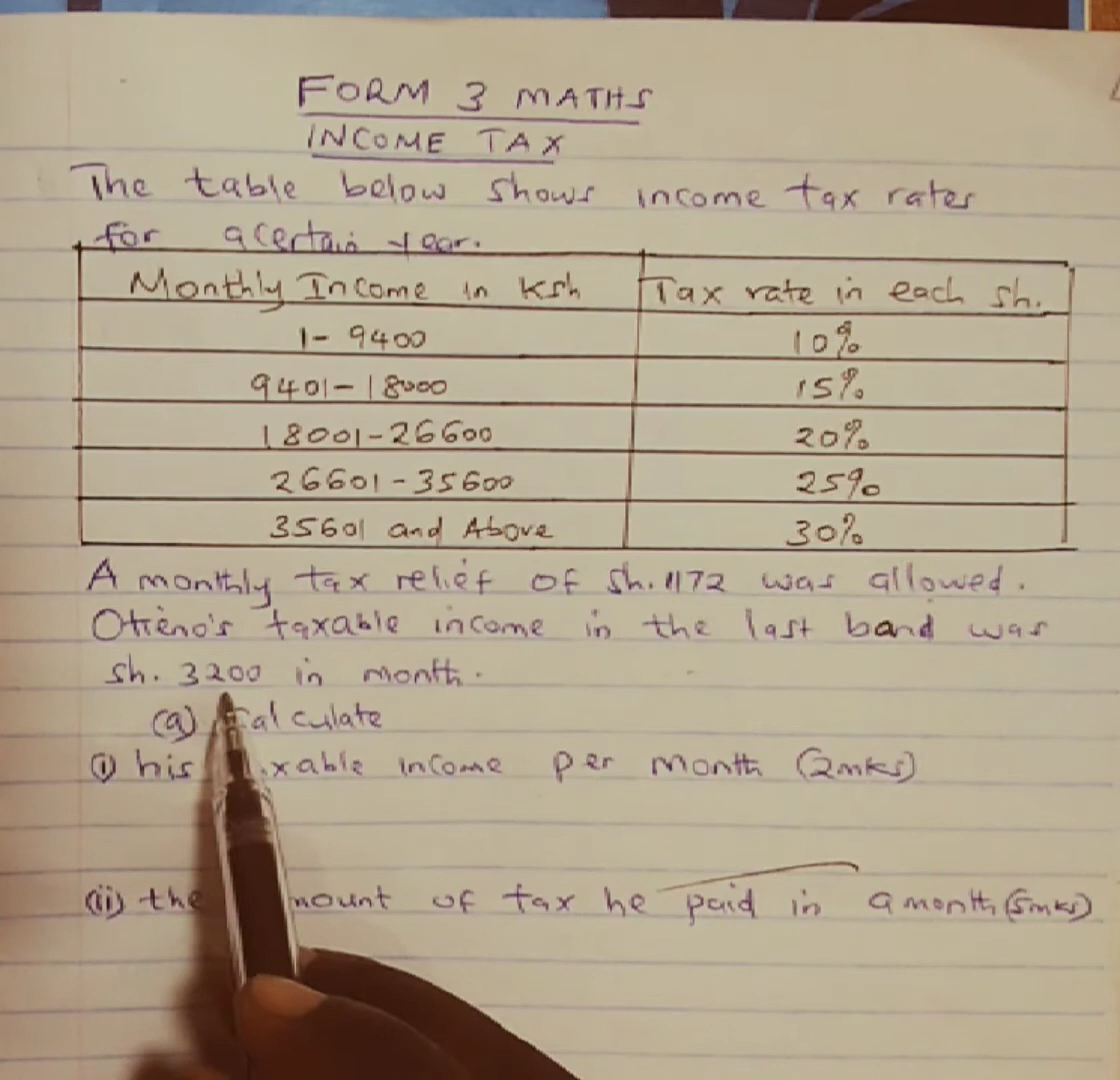 FORM 3 MATHS
INCOME TAX
The table below shows income tax rates
for a certain year.
Monthly Income in Ksh Tax rate in each sh.
1 - 9400 10%
9401 - 18000 15%
18001 - 26600 20%
26601 - 35600 25%
35601 and Above 30%
A monthly tax relief of sh. 1172 was allowed.
Otieno's taxable income in the last band was
sh. 3200 in month.
(a) Calculate
(i) his taxable income per month (2mks)
(ii) the amount of tax he paid in a month (5mks)